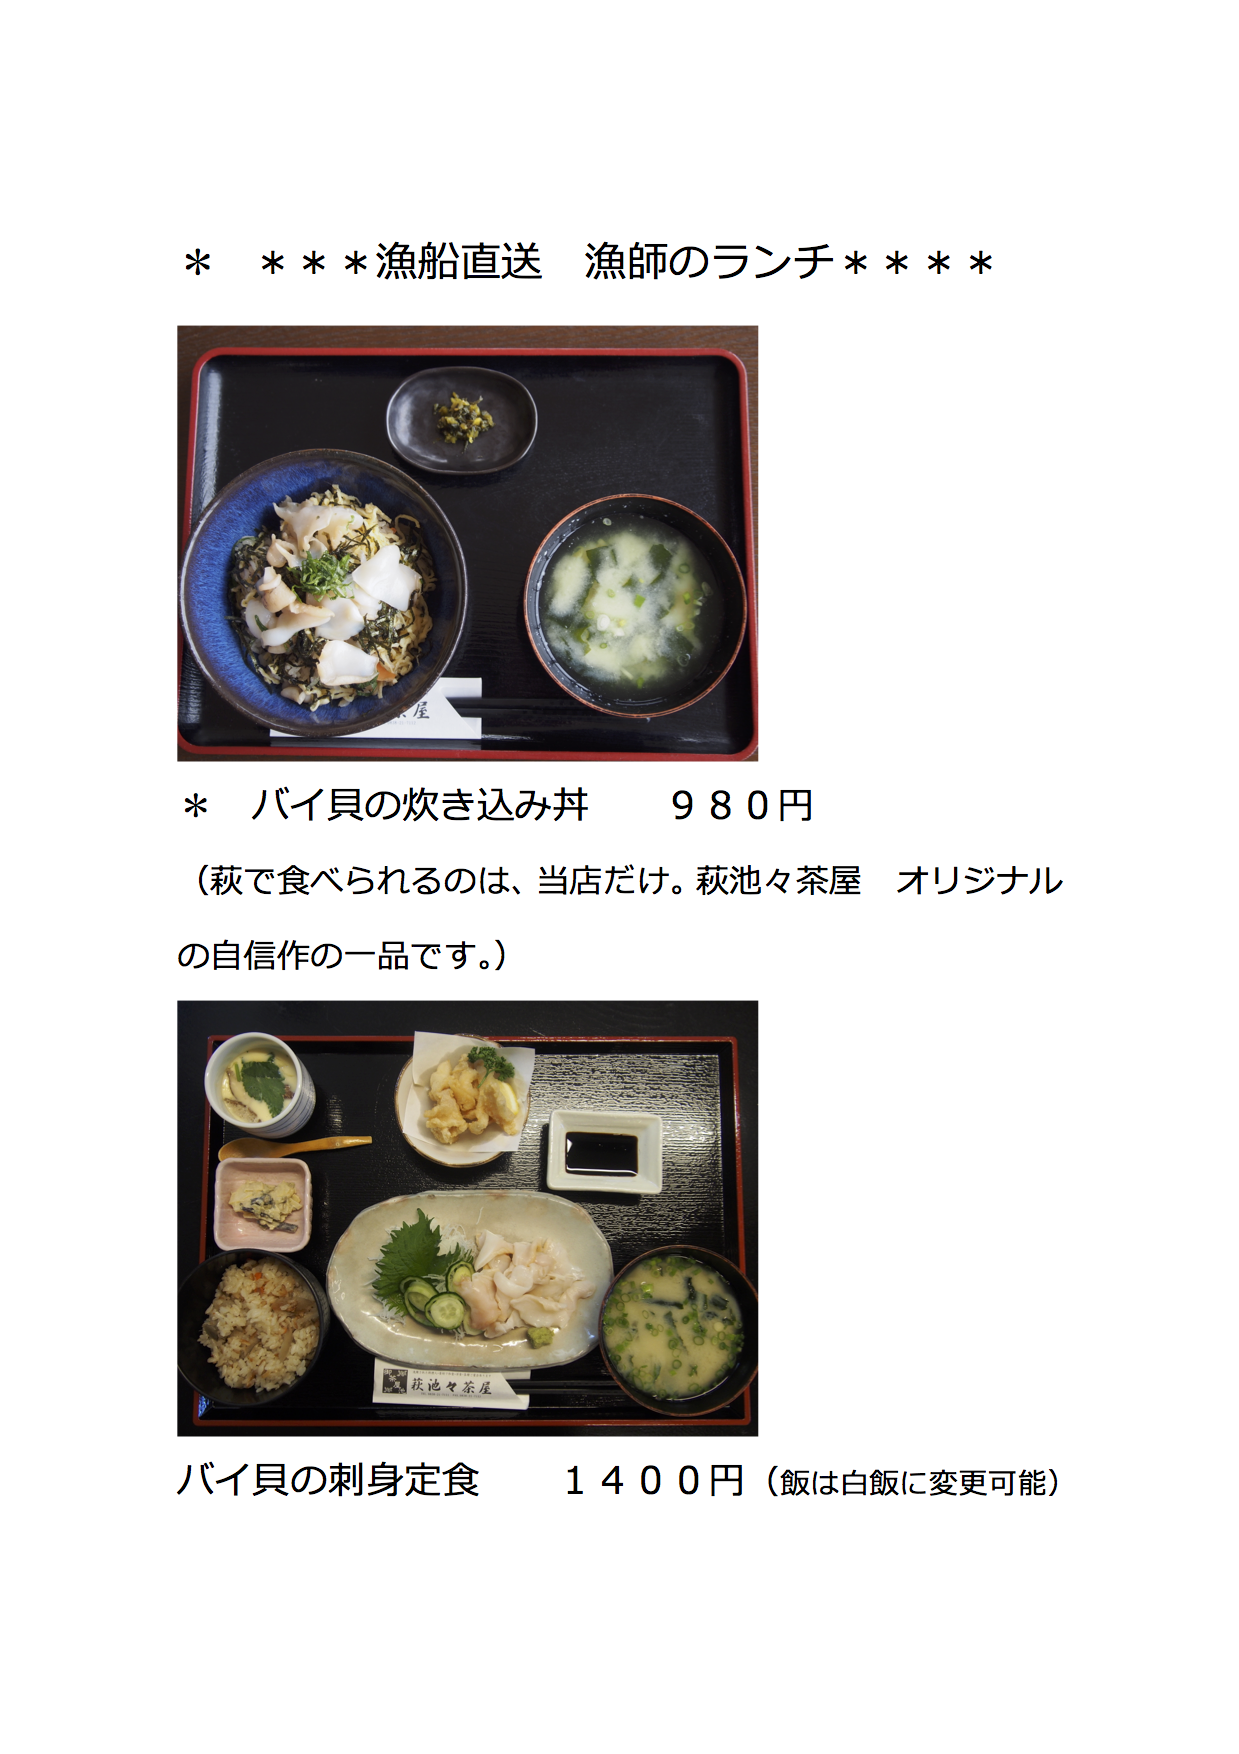 ＊　＊＊＊漁船直送　漁師のランチ＊＊＊＊
茶屋
＊　バイ貝の炊き込み丼　　９８０円
（萩で食べられるのは、当店だけ。萩池々茶屋　オリジナル
の自信作の一品です。）
萩池々茶屋
バイ貝の刺身定食　　１４００円（飯は白飯に変更可能）